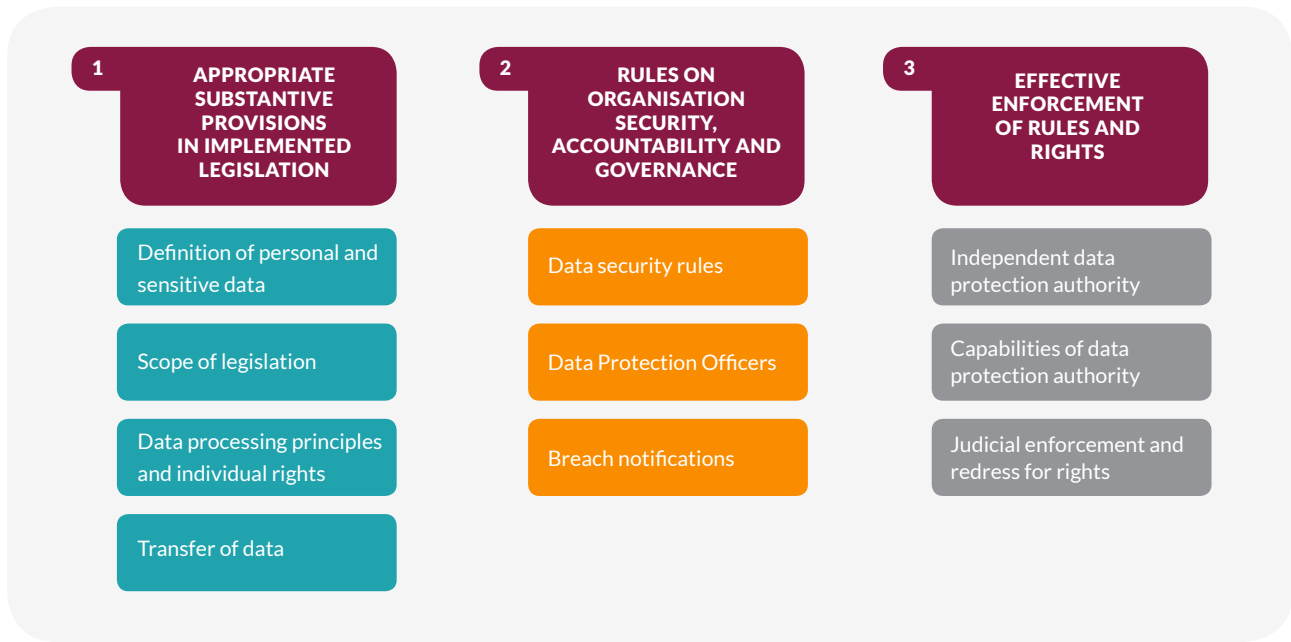 1
APPROPRIATE
SUBSTANTIVE
PROVISIONS
IN IMPLEMENTED
LEGISLATION
Definition of personal and
sensitive data
Scope of legislation
Data processing principles
and individual rights
Transfer of data
2
RULES ON
ORGANISATION
SECURITY,
ACCOUNTABILITY AND
GOVERNANCE
Data security rules
Data Protection Officers
Breach notifications
3
EFFECTIVE
ENFORCEMENT
OF RULES AND
RIGHTS
Independent data
protection authority
Capabilities of data
protection authority
Judicial enforcement and
redress for rights